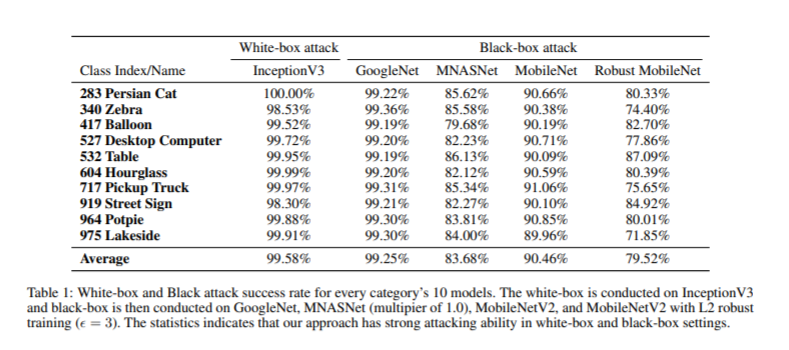 White-box attack Black-box attack
Class Index/Name InceptionV3 GoogleNet MNASNet MobileNet Robust MobileNet
283 Persian Cat 100.00% 99.22% 85.62% 90.66% 80.33%
340 Zebra 98.53% 99.36% 85.58% 90.38% 74.40%
417 Balloon 99.52% 99.19% 79.68% 90.19% 82.70%
527 Desktop Computer 99.72% 99.20% 82.23% 90.71% 77.86%
532 Table 99.95% 99.19% 86.13% 90.09% 87.09%
604 Hourglass 99.99% 99.20% 82.12% 90.59% 80.39%
717 Pickup Truck 99.97% 99.31% 85.34% 91.06% 75.65%
919 Street Sign 98.30% 99.21% 82.27% 90.10% 84.92%
964 Potpie 99.88% 99.30% 83.81% 90.85% 80.01%
975 Lakeside 99.91% 99.30% 84.00% 89.96% 71.85%
Average 99.58% 99.25% 83.68% 90.46% 79.52%
Table 1: White-box and Black attack success rate for every category's 10 models. The white-box is conducted on InceptionV3
and black-box is then conducted on GoogleNet, MNASNet (multipier of 1.0), MobileNetV2, and MobileNetV2 with L2 robust
training (ϵ = 3). The statistics indicates that our approach has strong attacking ability in white-box and black-box settings.